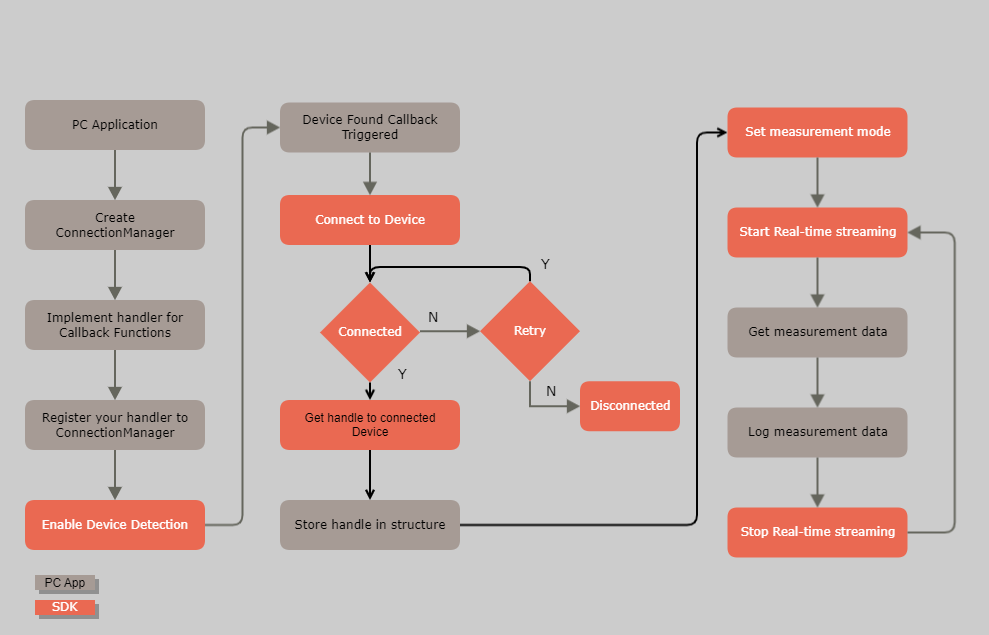 PC Application
Create
ConnectionManager
Implement handler for
Callback Functions
Register your handler to
ConnectionManager
Enable Device Detection
Device Found Callback
Triggered
Connect to Device
Y
Connected
N
Retry
Y
N
Disconnected
Get handle to connected
Device
Store handle in structure
Set measurement mode
Start Real-time streaming
Get measurement data
Log measurement data
Stop Real-time streaming
PC App
SDK